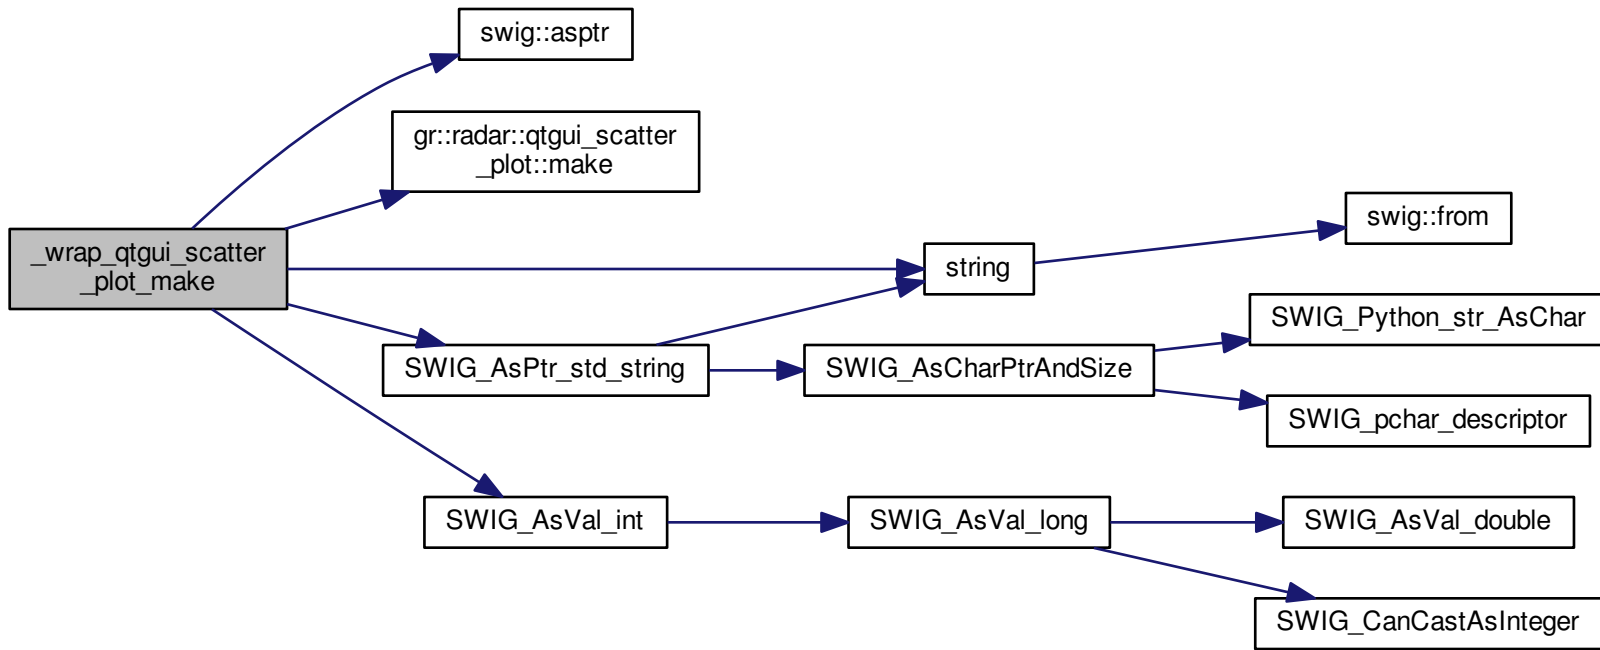 swig::asptr
gr::radar::qtgui_scatter
_plot::make
_wrap_qtgui_scatter
_plot_make
string
swig::from
SWIG_AsPtr_std_string
SWIG_AsCharPtrAndSize
SWIG_Python_str_AsChar
SWIG_pchar_descriptor
SWIG_AsVal_int
SWIG_AsVal_long
SWIG_AsVal_double
SWIG_CanCastAsInteger